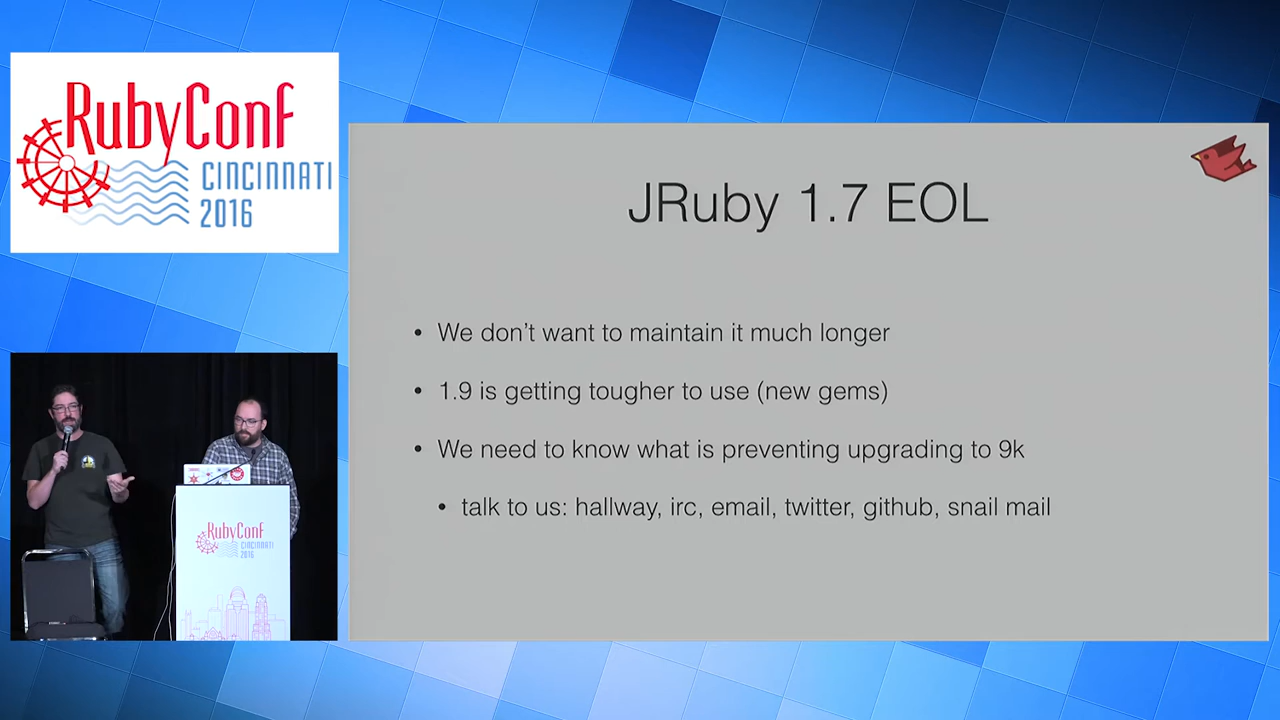 RubyConf
CINCINNATI
2016
JRuby 1.7 EOL
• We don't want to maintain it much longer
• 1.9 is getting tougher to use (new gems)
• We need to know what is preventing upgrading to 9k
• talk to us: hallway, irc, email, twitter, github, snail mail
RubyConf
CINCINNATI
2016